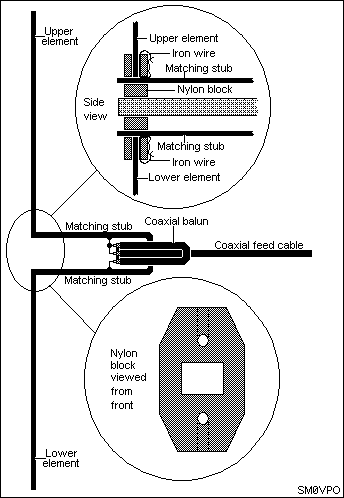 Upper
element
Upper element
Iron wire
Matching stub
Nylon block
Side
view
Matching stub
Iron wire
Lower element
Coaxial balun
Matching stub
Coaxial feed cable
Matching stub
Nylon
block
viewed
from
front
Lower
element
SM0VPO